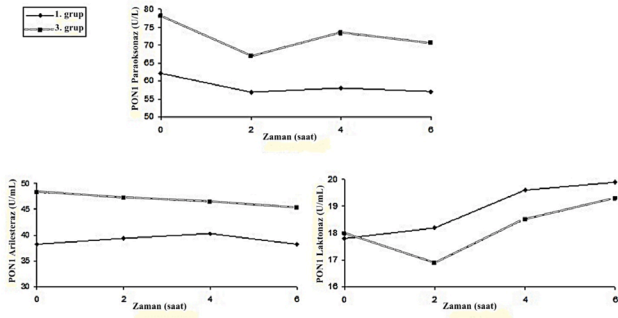 1. grup
3. grup
PON1 Paraoksonaz (U/L)
80
75
70
65
60
55
50
0 2 4 6
Zaman (saat)
PON1 Arilesteraz (U/mL)
50
45
40
35
30
0 2 4 6
Zaman (saat)
PON1 Laktonaz (U/mL)
20
19
18
17
16
0 2 4 6
Zaman (saat)